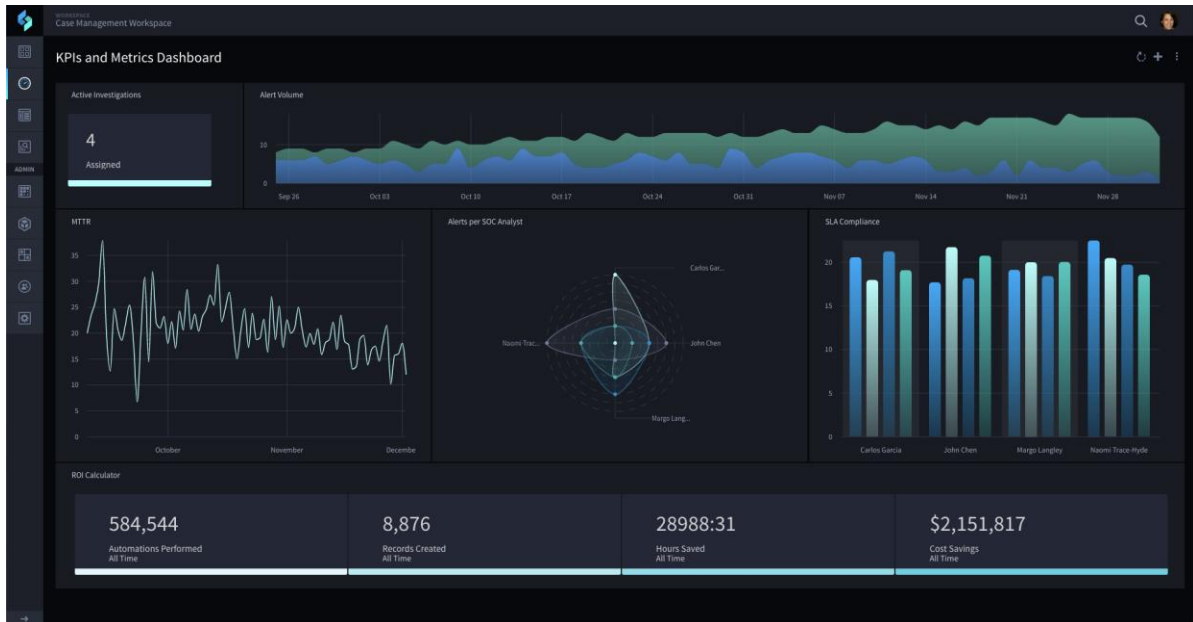 WORKSPACE
Case Management Workspace
KPIs and Metrics Dashboard
ADMIN
Active Investigations
4
Assigned
Alert Volume
10
0
Sep 26
Oct 03
Oct 10
Oct 17
Oct 24
Oct 31
Nov 07
Nov 14
Nov 21
Nov 28
MTTR
35
30
25
20
15
10
5
0
October
November
Decembe
Alerts per SOC Analyst
Carlos Gar...
Naomi Trac...
John Chen
Margo Lang...
SLA Compliance
20
15
10
5
0
Carlos Garcia
John Chen
Margo Langley
Naomi Trace-Hyde
ROI Calculator
584,544
Automations Performed
All Time
8,876
Records Created
All Time
28988:31
Hours Saved
All Time
$2,151,817
Cost Savings
All Time